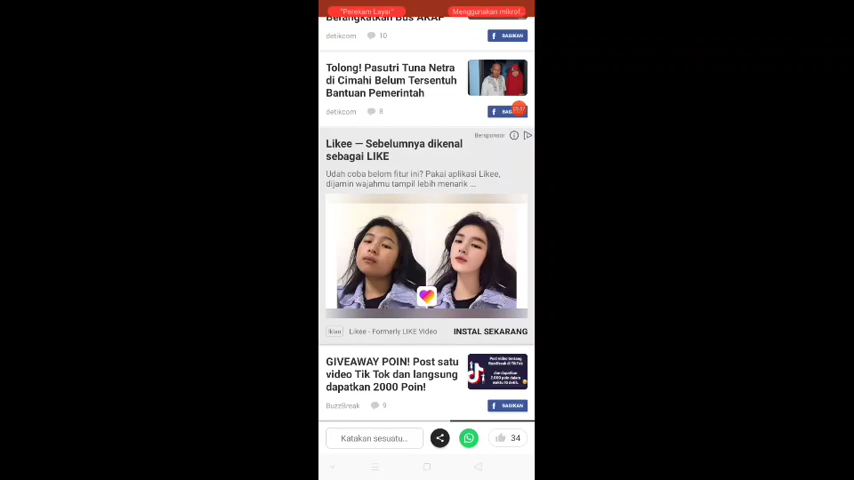 "Perekam Layar"
Menggunakan mikrof...
Berangkatkan Bus AKAP
detikcom
10
BAGIKAN
Tolong! Pasutri Tuna Netra
di Cimahi Belum Tersentuh
Bantuan Pemerintah
detikcom
8
Bersponsor
Likee — Sebelumnya dikenal
sebagai LIKE
Udah coba belom fitur ini? Pakai aplikasi Likee,
dijamin wajahmu tampil lebih menarik ...
Likee - Formerly LIKE Video
INSTAL SEKARANG
GIVEAWAY POIN! Post satu
video Tik Tok dan langsung
dapatkan 2000 Poin!
BuzzBreak
9
BAGIKAN
Katakan sesuatu...
34